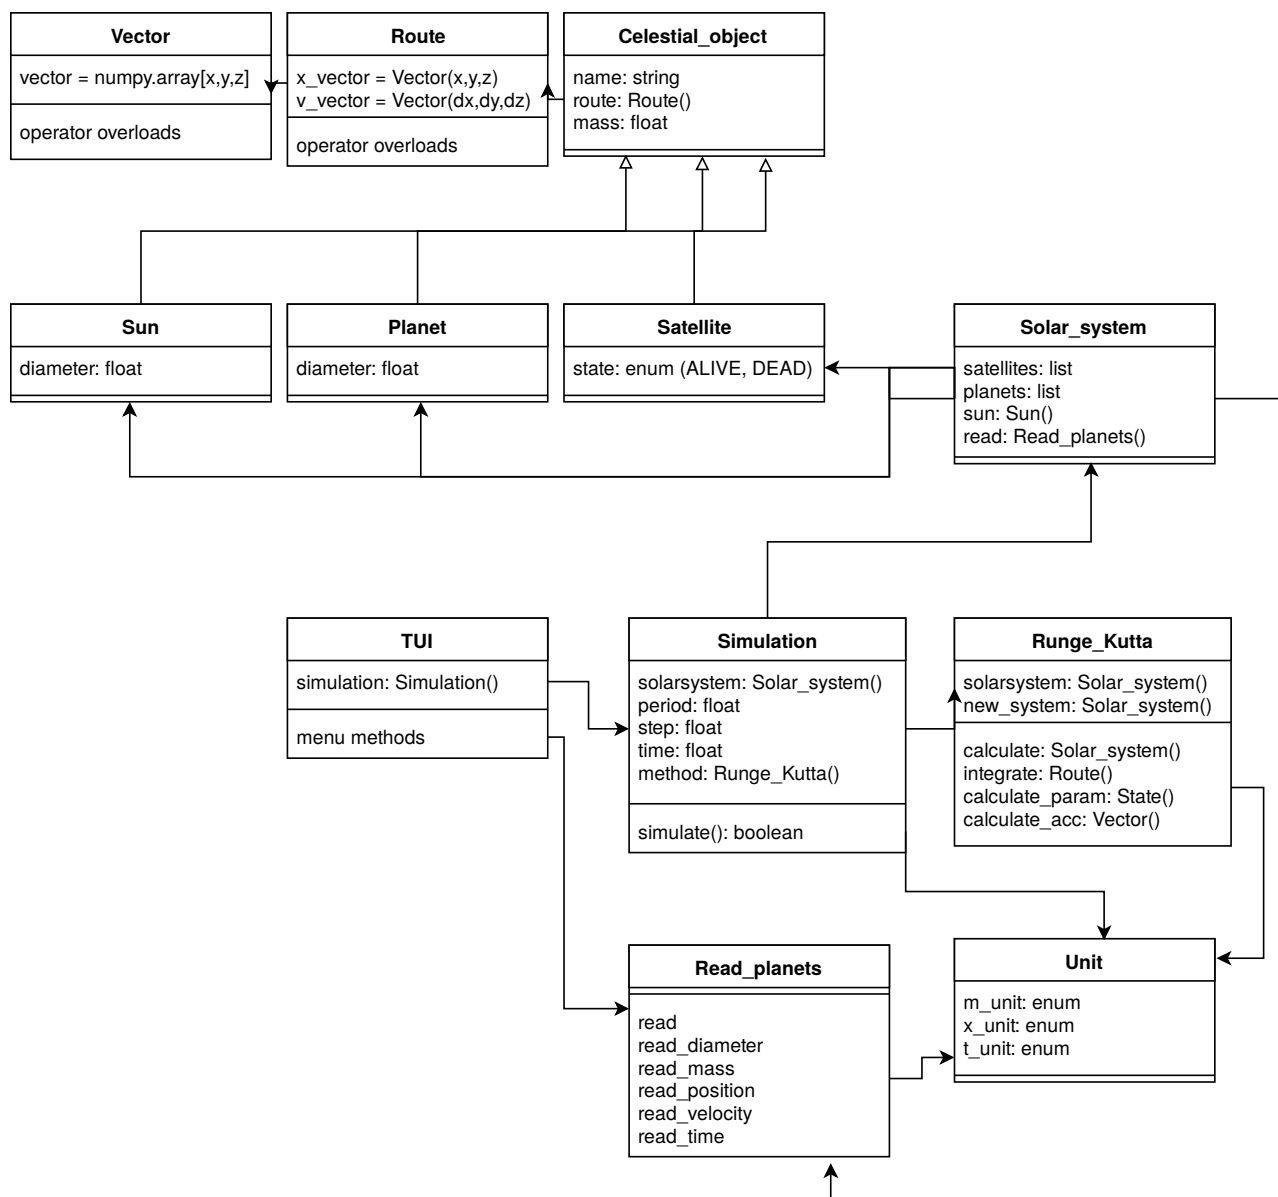 Vector
vector = numpy.array[x,y,z]
operator overloads
Route
x_vector = Vector(x,y,z)
v_vector = Vector(dx,dy,dz)
operator overloads
Celestial_object
name: string
route: Route()
mass: float
Sun
diameter: float
Planet
diameter: float
Satellite
state: enum (ALIVE, DEAD)
Solar_system
satellites: list
planets: list
sun: Sun()
read: Read_planets()
TUI
simulation: Simulation()
menu methods
Simulation
solarsystem: Solar_system()
period: float
step: float
time: float
method: Runge_Kutta()
simulate(): boolean
Runge_Kutta
solarsystem: Solar_system()
new_system: Solar_system()
calculate: Solar_system()
integrate: Route()
calculate_param: State()
calculate_acc: Vector()
Read_planets
read
read_diameter
read_mass
read_position
read_velocity
read_time
Unit
m_unit: enum
x_unit: enum
t_unit: enum